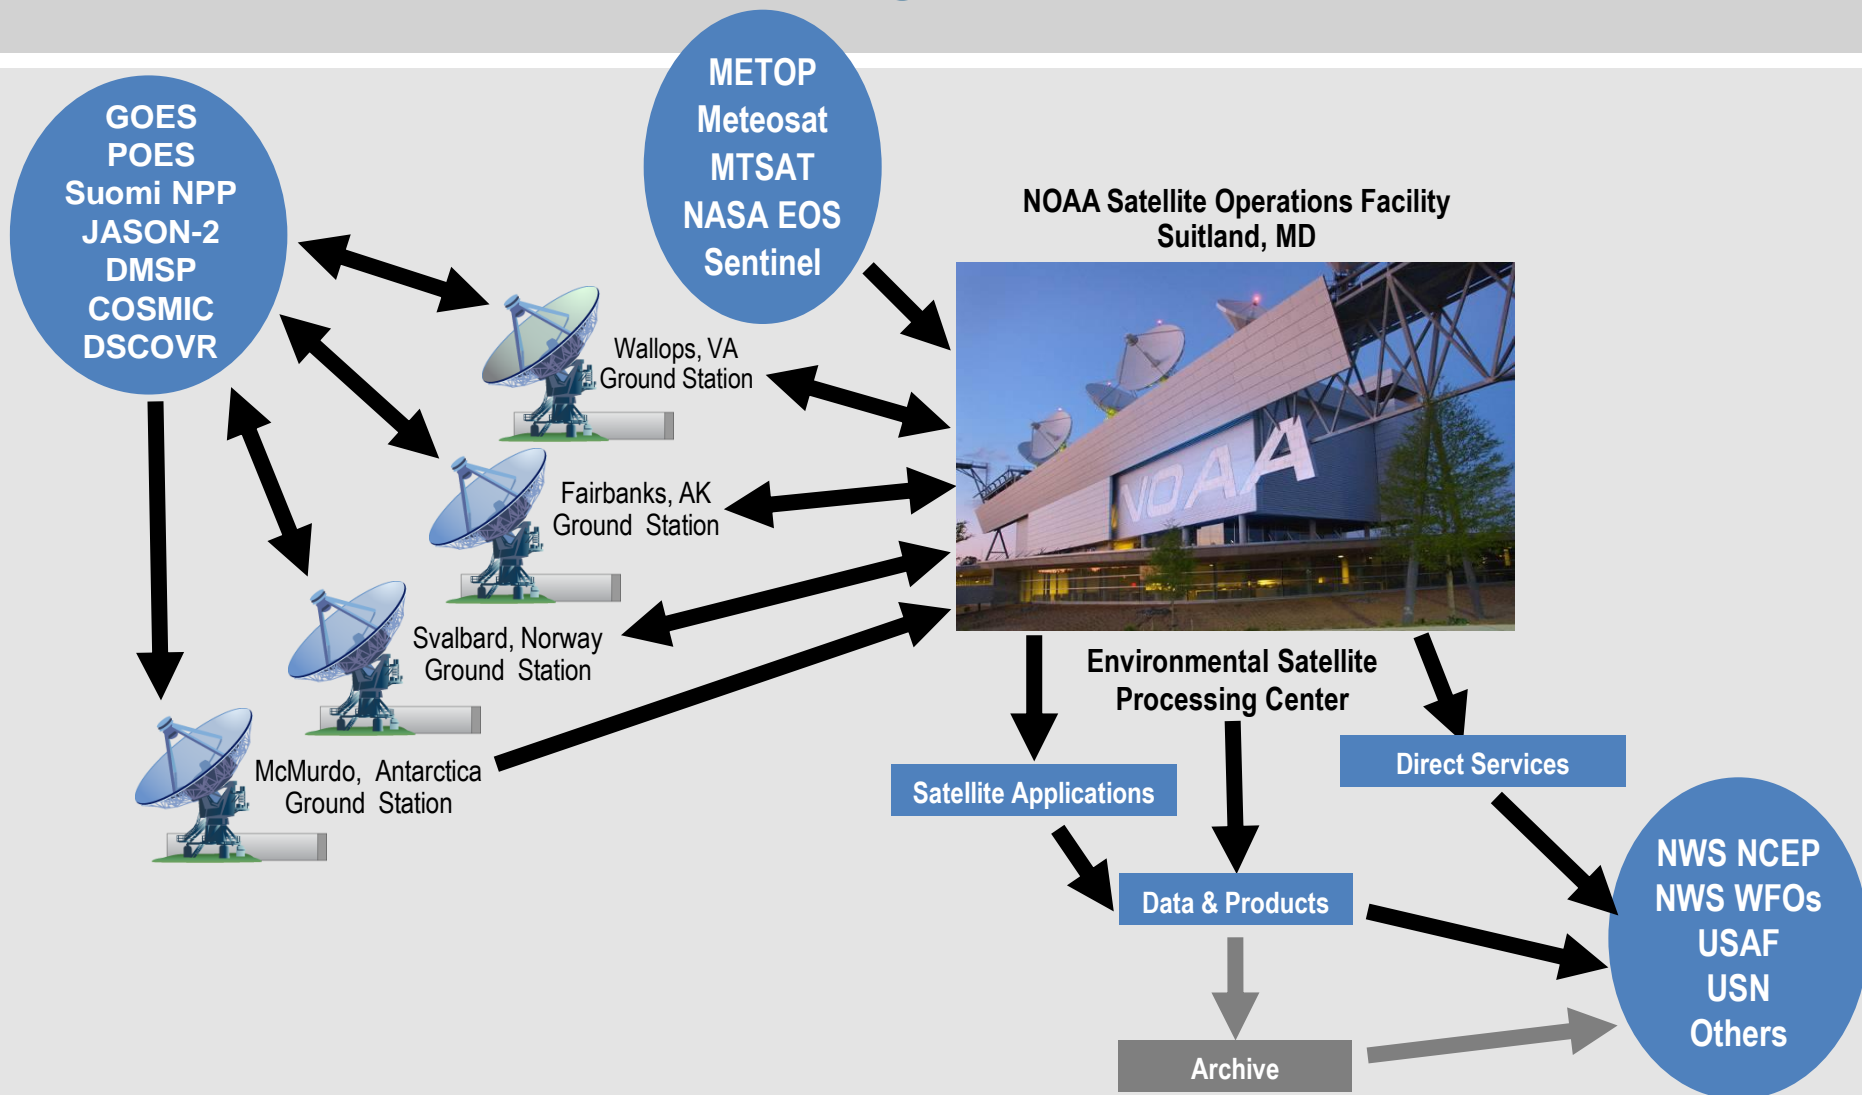 GOES
POES
Suomi NPP
JASON-2
DMSP
COSMIC
DSCOVR
METOP
Meteosat
MTSAT
NASA EOS
Sentinel
NOAA Satellite Operations Facility
Suitland, MD
Wallops, VA
Ground Station
Fairbanks, AK
Ground Station
Svalbard, Norway
Ground Station
McMurdo, Antarctica
Ground Station
NOAA
Environmental Satellite
Processing Center
Satellite Applications
Direct Services
Data & Products
Archive
NWS NCEP
NWS WFOs
USAF
USN
Others